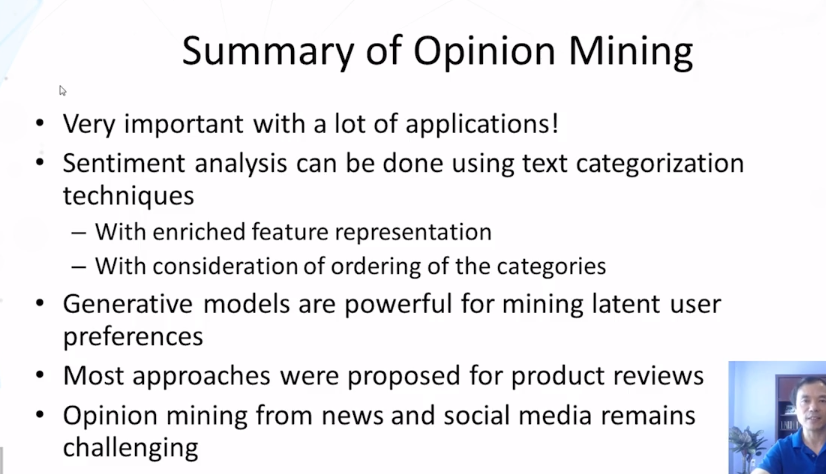 Summary of Opinion Mining
• Very important with a lot of applications!
• Sentiment analysis can be done using text categorization
techniques
– With enriched feature representation
– With consideration of ordering of the categories
• Generative models are powerful for mining latent user
preferences
• Most approaches were proposed for product reviews
• Opinion mining from news and social media remains
challenging